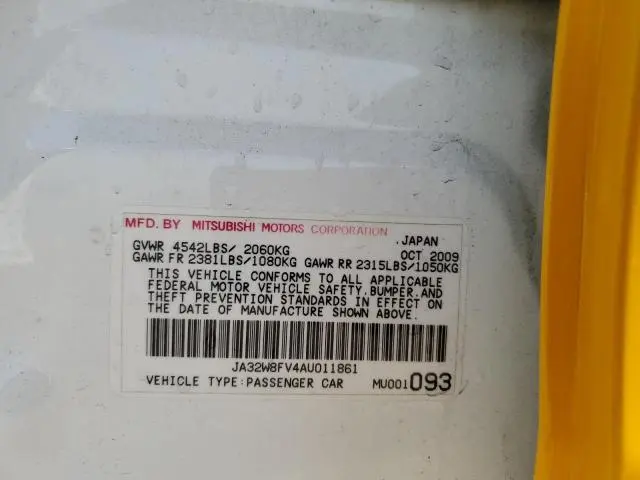 MFD. BY MITSUBISHI MOTORS CORPORATION
.JAPAN
GVWR 4542LBS/ 2060KG OCT 2009
GAWR FR 2381LBS/1080KG GAWR RR 2315LBS/1050KG
THIS VEHICLE CONFORMS TO ALL APPLICABLE
FEDERAL MOTOR VEHICLE SAFETY.BUMPER.AND
THEFT PREVENTION STANDARDS IN EFFECT ON
THE DATE OF MANUFACTURE SHOWN ABOVE.
JA32W8FV4AU011861
VEHICLE TYPE:PASSENGER CAR MU001093